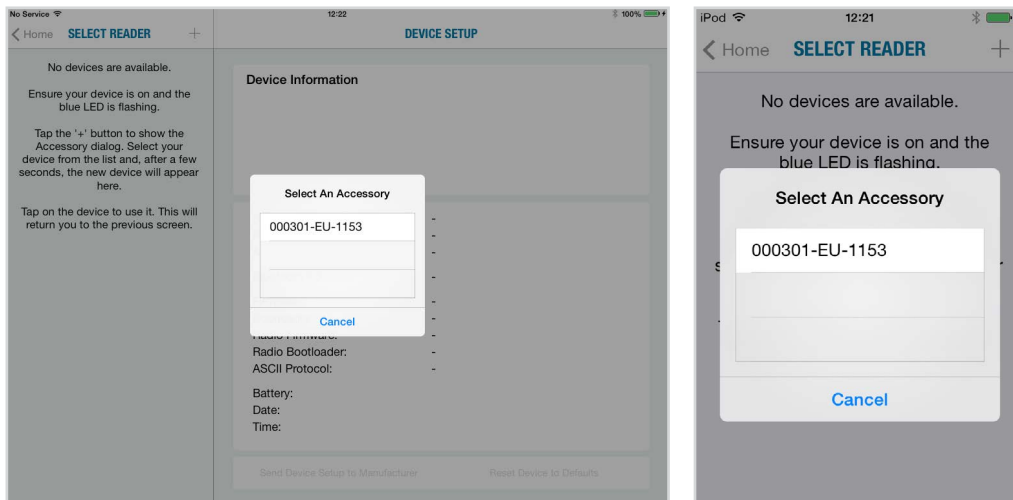 No Service 12:22 100%
Home SELECT READER + DEVICE SETUP
No devices are available.
Ensure your device is on and the
blue LED is flashing.
Tap the '+' button to show the
Accessory dialog. Select your
device from the list and, after a few
seconds, the new device will appear
here.
Tap on the device to use it. This will
return you to the previous screen.
Device Information
Select An Accessory
000301-EU-1153
Cancel
-
-
-
-
-
-
Radio Firmware: -
Radio Bootloader: -
ASCII Protocol: -
Battery:
Date:
Time:
Send Device Setup to Manufacturer Reset Device to Defaults
iPod 12:21
Home SELECT READER +
No devices are available.
Ensure your device is on and the
blue LED is flashing.
Select An Accessory
000301-EU-1153
Cancel